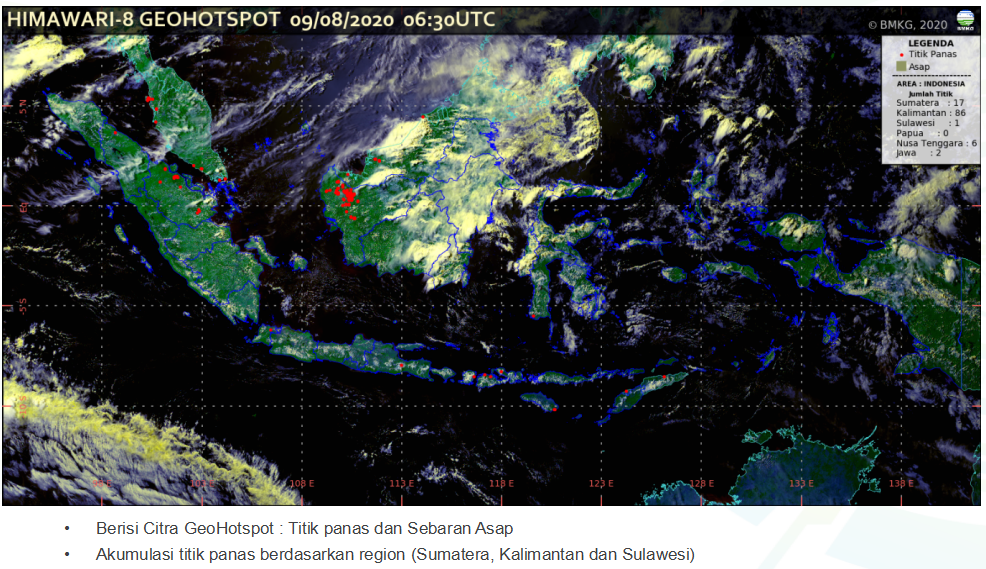 HIMAWARI-8 GEOHOTSPOT 09/08/2020 06:30UTC
© BMKG, 2020
BMKG
LEGENDA
Titik Panas
Asap
AREA : INDONESIA
Jumlah Titik
Sumatera : 17
Kalimantan : 86
Sulawesi : 1
Papua : 0
Nusa Tenggara : 6
Jawa : 2
5 N
5 S
108 E
113 E
118 E
123 E
128 E
133 E
138 E
• Berisi Citra GeoHotspot : Titik panas dan Sebaran Asap
• Akumulasi titik panas berdasarkan region (Sumatera, Kalimantan dan Sulawesi)